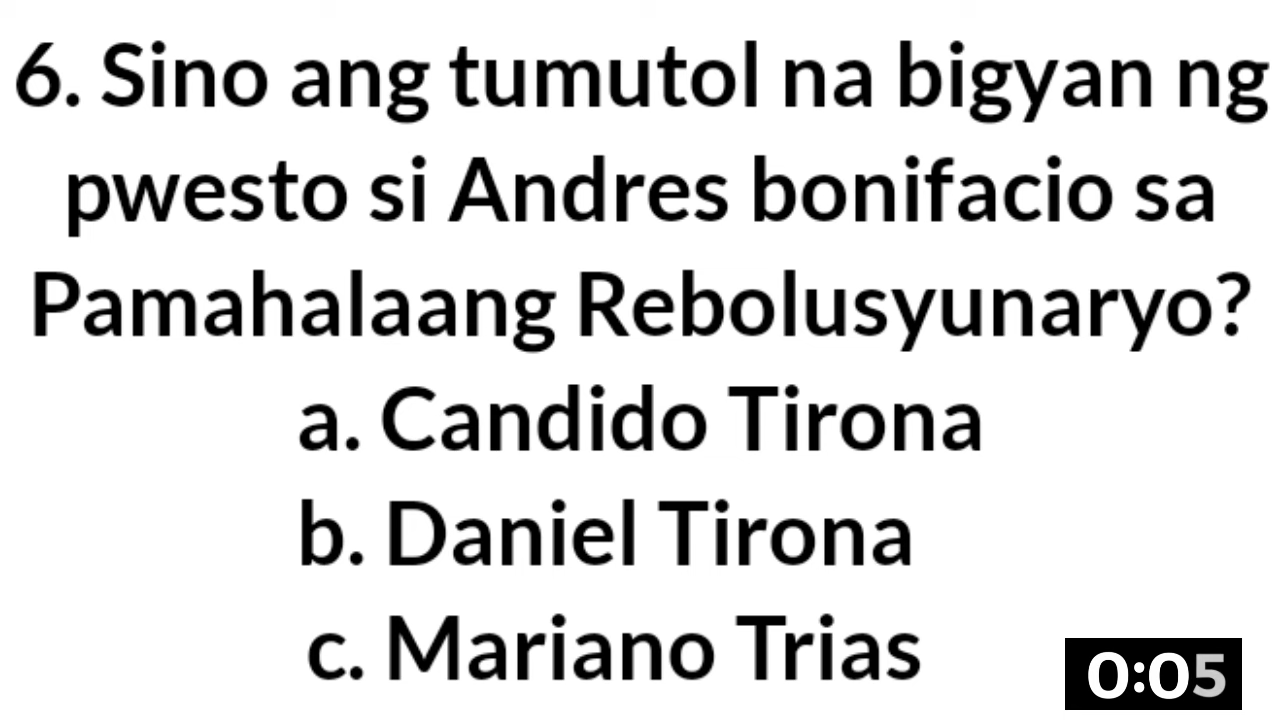 6. Sino ang tumutol na bigyan ng
pwesto si Andres bonifacio sa
Pamahalaang Rebolusyunaryo?
a. Candido Tirona
b. Daniel Tirona
c. Mariano Trias
0:05